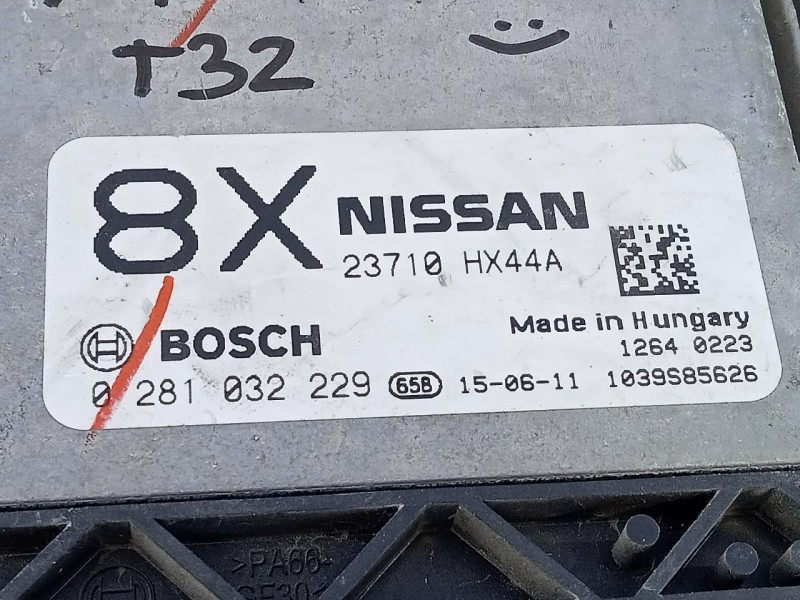 T32
8X NISSAN
23710 HX44A
Made in Hungary
BOSCH
1264 0223
0 281 032 229 658 15-06-11 1039S85626
>PA66-
GF30<